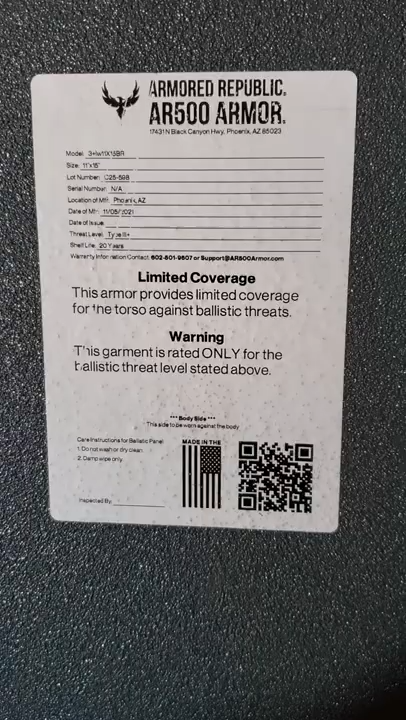 ARMORED REPUBLIC.
AR500 ARMOR.
17431 N Black Canyon Hwy, Phoenix, AZ 85023
Model: 3+lw11X15BR
Size: 11"x15"
Lot Number: C25-598
Serial Number: N/A
Location of Mfr: Phoenix, AZ
Date of Mfr: 11/05/2021
Date of Issue:
Threat Level: Type III+
Shelf Life: 20 Years
Warranty Information Contact: 602-801-9607 or Support@AR500Armor.com
Limited Coverage
This armor provides limited coverage
for the torso against ballistic threats.
Warning
This garment is rated ONLY for the
ballistic threat level stated above.
*** Body Side ***
This side to be worn against the body
Care Instructions for Ballistic Panel
1. Do not wash or dry clean.
2. Damp wipe only.
MADE IN THE
Inspected By: